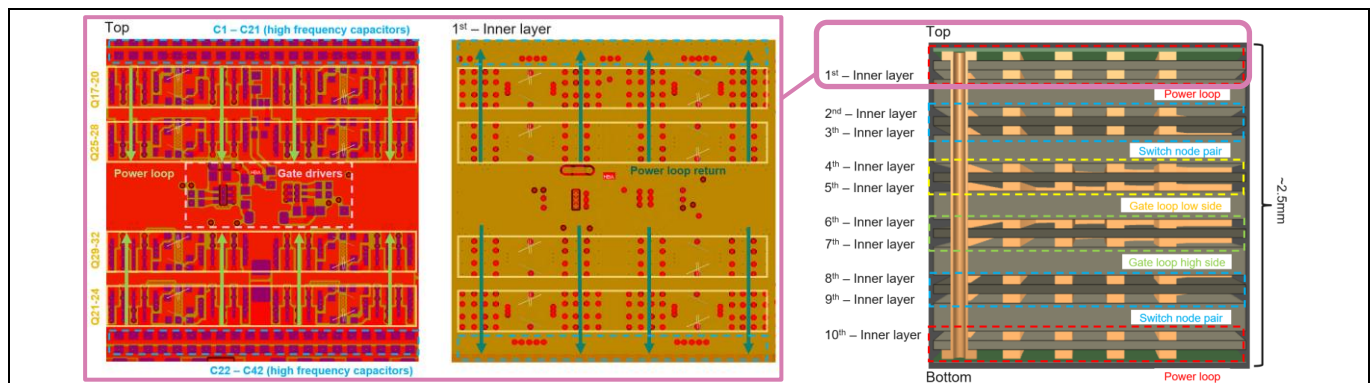 Top
C1 – C21 (high frequency capacitors)
Q17-20
Q25-28
Power loop
Gate drivers
Q29-32
Q21-24
C22 – C42 (high frequency capacitors)
1st – Inner layer
Power loop return
Top
1st – Inner layer
Power loop
2nd – Inner layer
3th – Inner layer
Switch node pair
4th – Inner layer
5th – Inner layer
Gate loop low side
6th – Inner layer
7th – Inner layer
Gate loop high side
8th – Inner layer
9th – Inner layer
Switch node pair
10th – Inner layer
Bottom
Power loop
~2.5mm